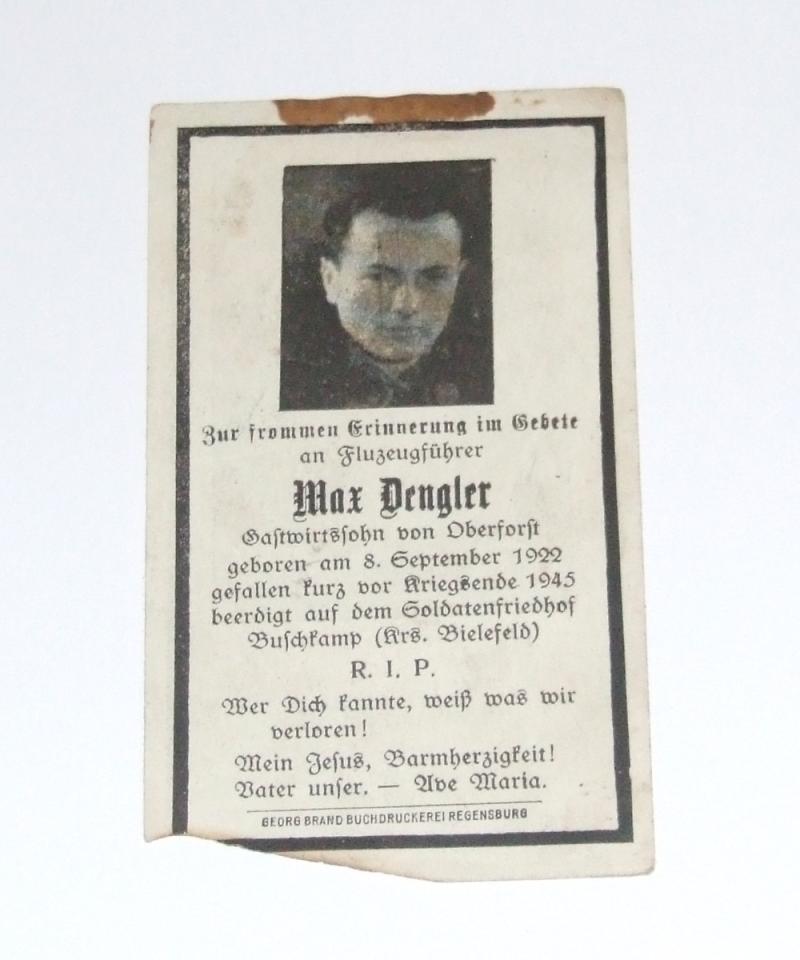 Zur frommen Erinnerung im Gebete
an Fluzeugführer
Max Dengler
Gastwirtssohn von Oberforst
geboren am 8. September 1922
gefallen kurz vor Kriegsende 1945
beerdigt auf dem Soldatenfriedhof
Buschkamp (Krs. Bielefeld)
R. I. P.
Wer Dich kannte, weiß was wir
verloren!
Mein Jesus, Barmherzigkeit!
Vater unser. — Ave Maria.
GEORG BRAND BUCHDRUCKEREI REGENSBURG